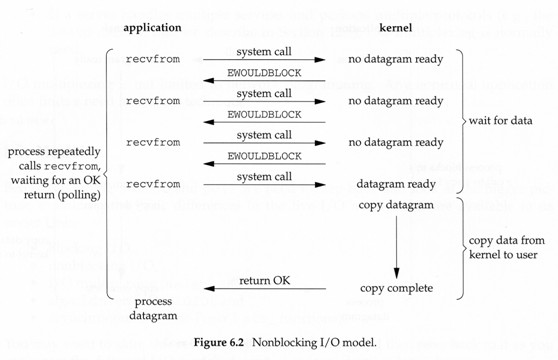 application kernel
recvfrom system call no datagram ready
EWOULDBLOCK
recvfrom system call no datagram ready
EWOULDBLOCK
recvfrom system call no datagram ready
EWOULDBLOCK
recvfrom system call datagram ready
wait for data
process repeatedly
calls recvfrom,
waiting for an OK
return (polling)
copy datagram
copy data from
kernel to user
return OK copy complete
process
datagram
Figure 6.2 Nonblocking I/O model.